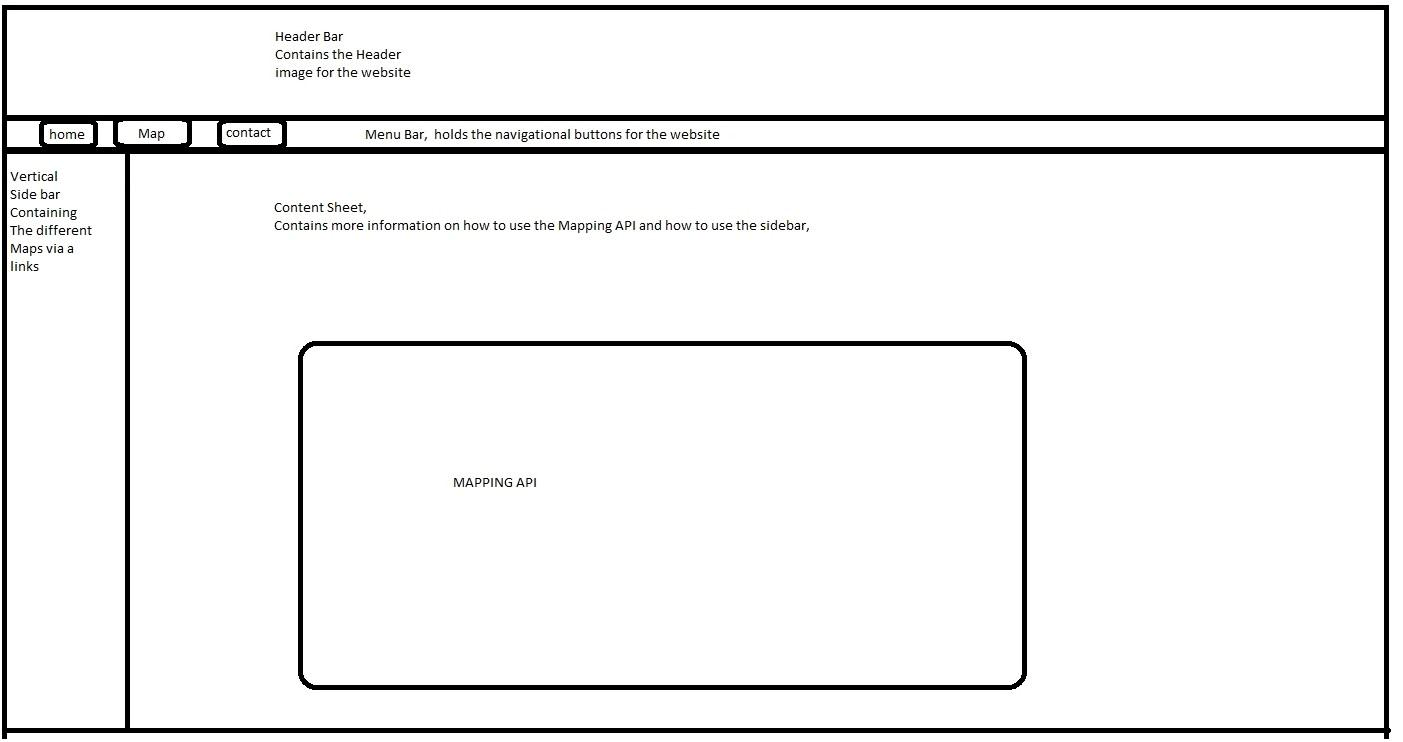 Header Bar
Contains the Header
image for the website
home
Map
contact
Menu Bar,  holds the navigational buttons for the website
Vertical
Side bar
Containing
The different
Maps via a
links
Content Sheet,
Contains more information on how to use the Mapping API and how to use the sidebar,
MAPPING API